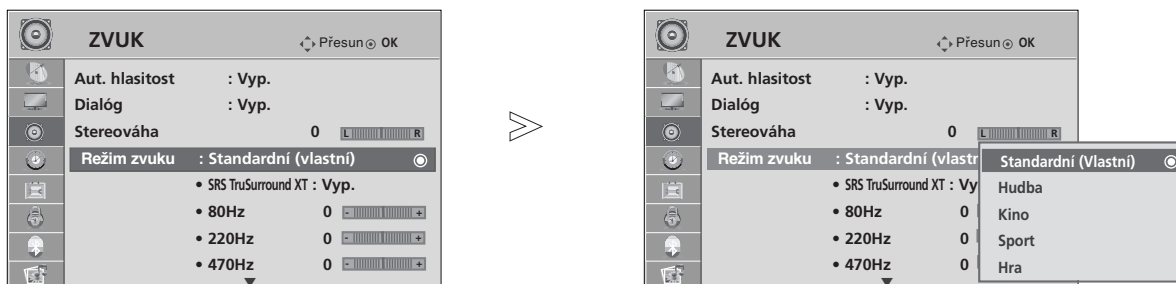 ZVUK Přesun OK
Aut. hlasitost : Vyp.
Dialóg : Vyp.
Stereováha 0 L R
Režim zvuku : Standardní (vlastní)
• SRS TruSurround XT : Vyp.
• 80Hz 0 - +
• 220Hz 0 - +
• 470Hz 0 - +
ZVUK Přesun OK
Aut. hlasitost : Vyp.
Dialóg : Vyp.
Stereováha 0 L R
Režim zvuku : Standardní (vlastr
• SRS TruSurround XT : Vy
• 80Hz 0
• 220Hz 0
• 470Hz 0
Standardní (Vlastní)
Hudba
Kino
Sport
Hra